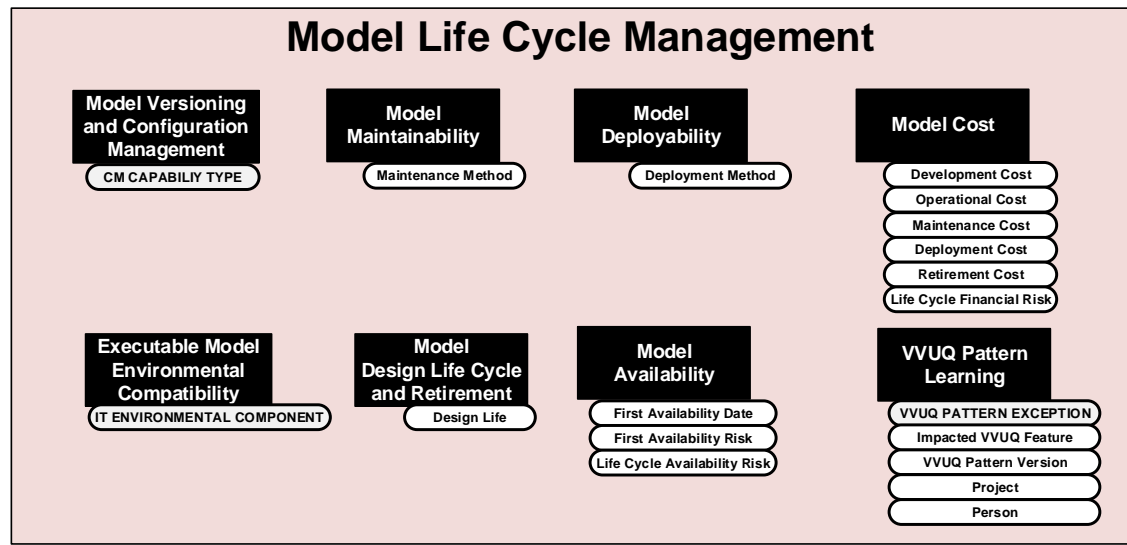 Model Life Cycle Management
Model Versioning
and Configuration
Management
CM CAPABILIY TYPE
Model
Maintainability
Maintenance Method
Model
Deployability
Deployment Method
Model Cost
Development Cost
Operational Cost
Maintenance Cost
Deployment Cost
Retirement Cost
Life Cycle Financial Risk
Executable Model
Environmental
Compatibility
IT ENVIRONMENTAL COMPONENT
Model
Design Life Cycle
and Retirement
Design Life
Model
Availability
First Availability Date
First Availability Risk
Life Cycle Availability Risk
VVUQ Pattern
Learning
VVUQ PATTERN EXCEPTION
Impacted VVUQ Feature
VVUQ Pattern Version
Project
Person